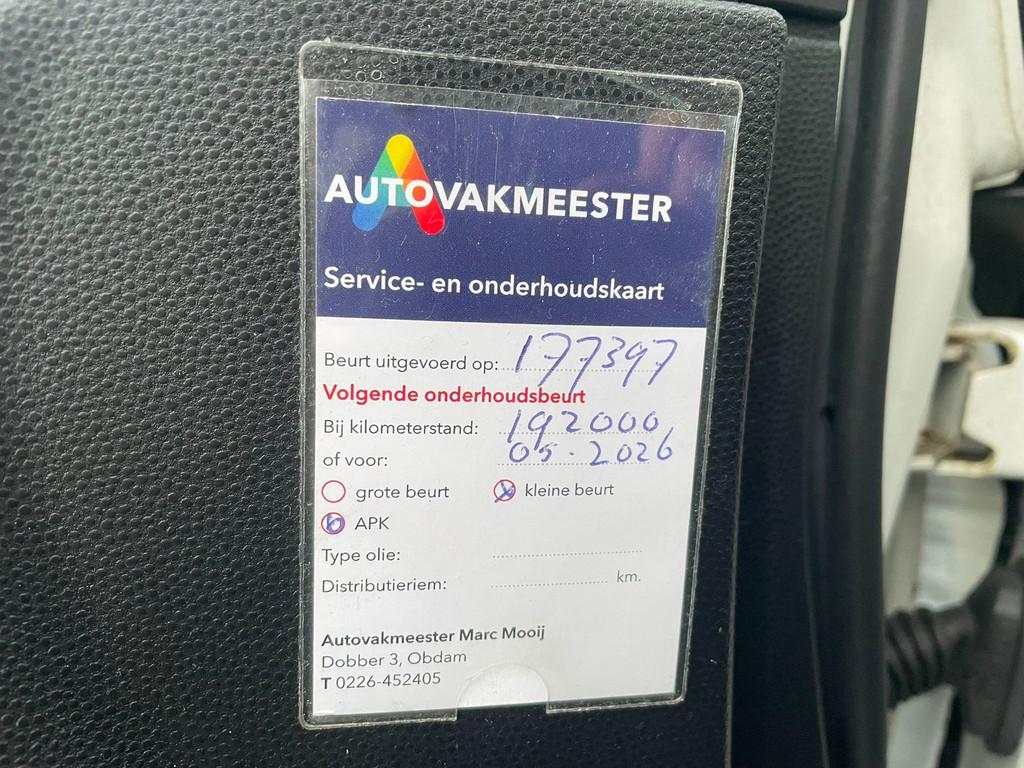 AUTOVAKMEESTER
Service- en onderhoudskaart
Beurt uitgevoerd op: 177397
Volgende onderhoudsbeurt
Bij kilometerstand: 192000
of voor: 05.2026
grote beurt kleine beurt
APK
Type olie:
Distributieriem: km.
Autovakmeester Marc Mooij
Dobber 3, Obdam
T 0226-452405